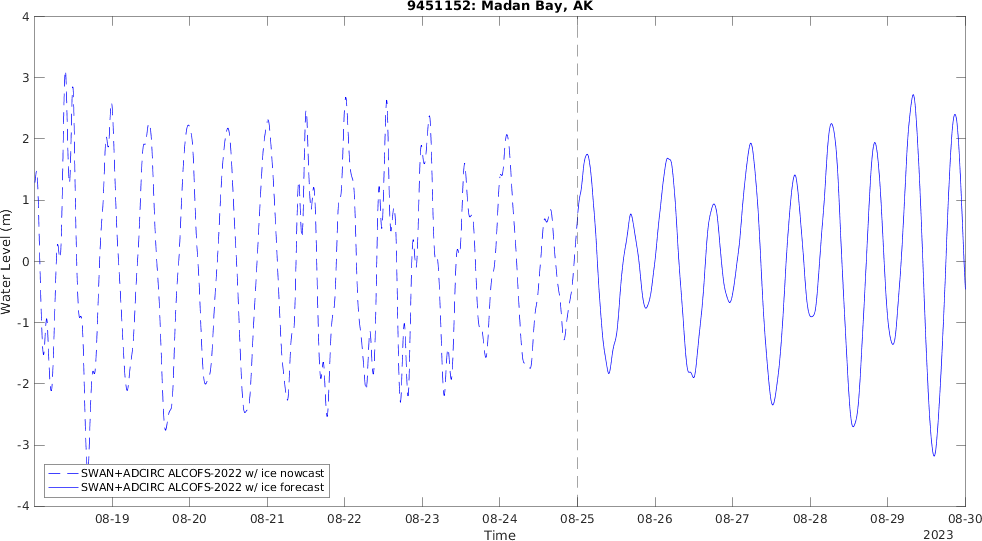 9451152: Madan Bay, AK
Water Level (m)
4
3
2
1
0
-1
-2
-3
-4
SWAN+ADCIRC ALCOFS-2022 w/ ice nowcast
SWAN+ADCIRC ALCOFS-2022 w/ ice forecast
08-19 08-20 08-21 08-22 08-23 08-24 08-25 08-26 08-27 08-28 08-29 08-30
Time
2023